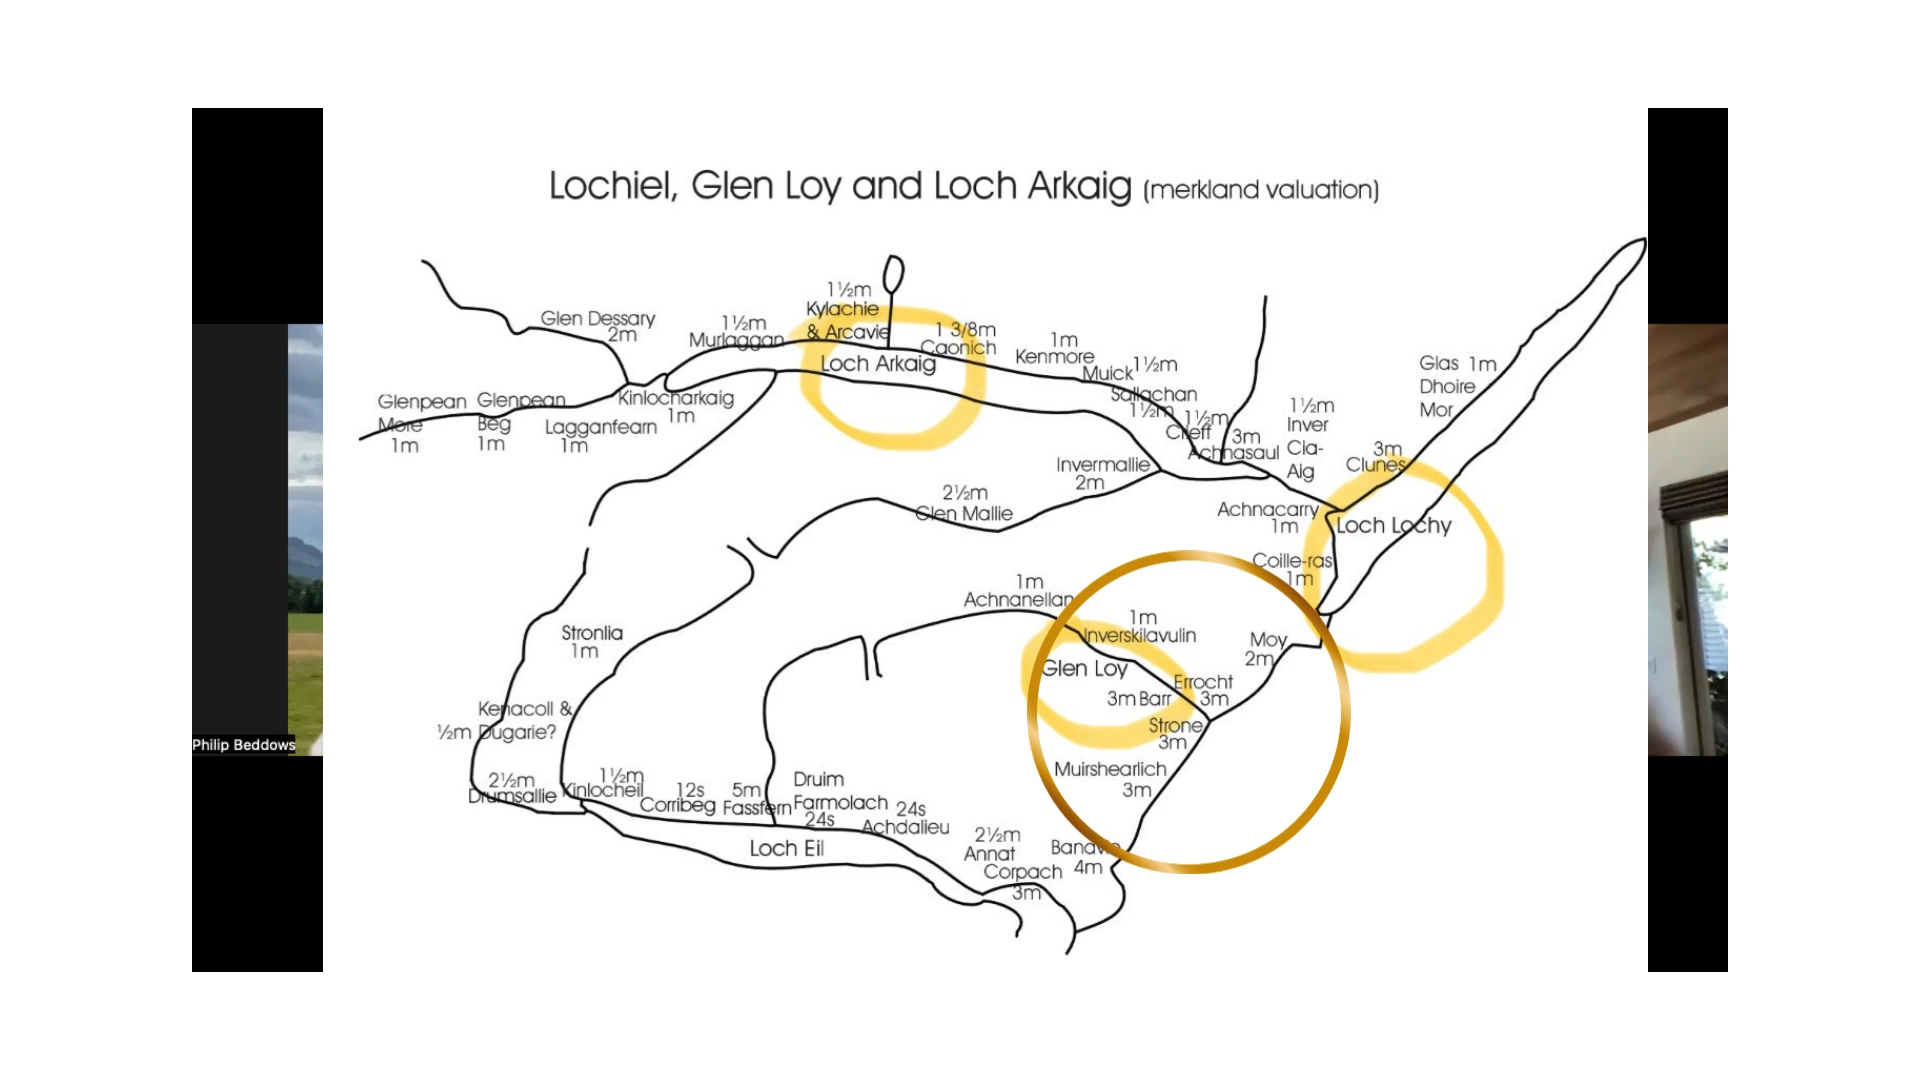 Lochiel, Glen Loy and Loch Arkaig (merkland valuation)
1½m
Kylachie
& Arcavie
Glen Dessary
2m
1½m
Murlaggan
1 3/8m
Caonich
Loch Arkaig
1m
Kenmore
Muick
1½m
Sallachan
1½m
1½m
Crieff
3m
Achnasaul
1½m
Inver
Cia-
Aig
Glas 1m
Dhoire
Mor
3m
Clunes
Glenpean
More
1m
Glenpean
Beg
1m
Lagganfearn
1m
Kinlocharkaig
1m
Invermallie
2m
2½m
Glen Mallie
Achnacarry
1m
Loch Lochy
Coille-ras
1m
1m
Achnanellan
1m
Inverskilavulin
Moy
2m
Glen Loy
3m Barr
Errocht
3m
Strone
3m
Muirshearlich
3m
Stronlia
1m
Kenacoll &
½m Dugarie?
2½m
Drumsallie
1½m
Kinlocheil
12s
Corribeg
5m
Fassfern
Druim
Farmolach
24s
24s
Achdalieu
Loch Eil
2½m
Annat
Corpach
3m
Banavie
4m
Philip Beddows